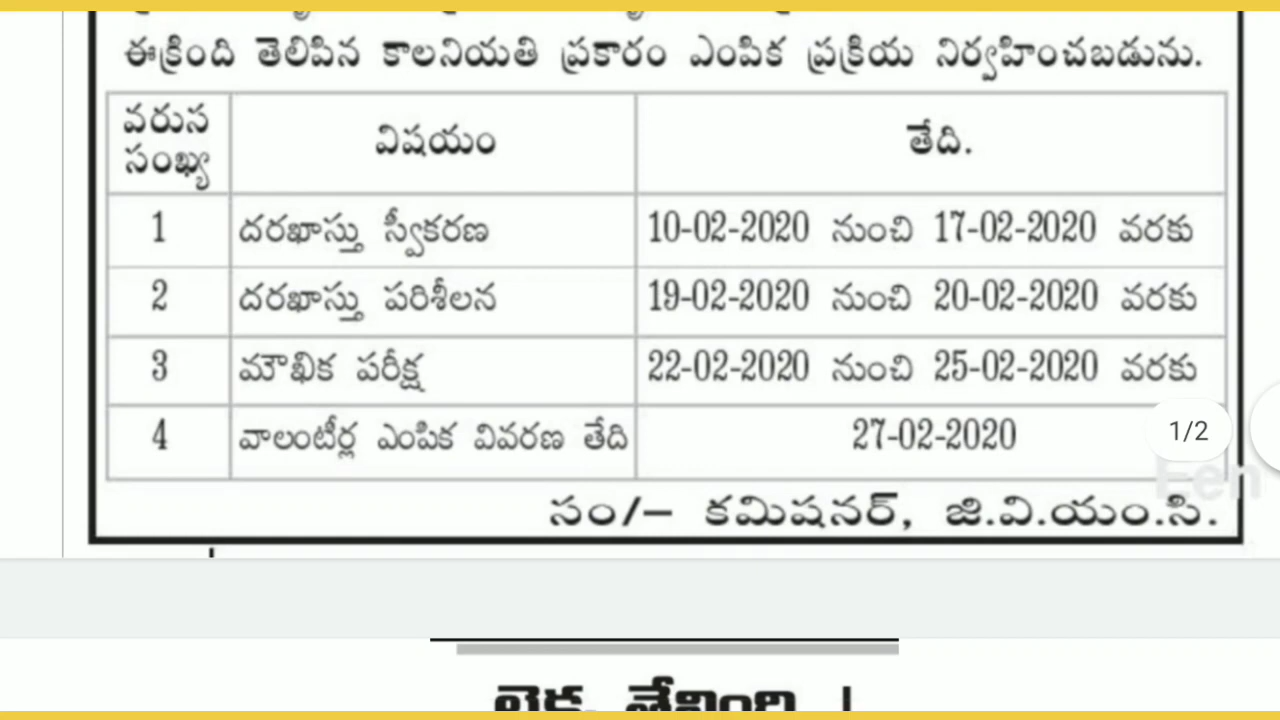 ఈక్రింది తెలిపిన కాలనియతి ప్రకారం ఎంపిక ప్రక్రియ నిర్వహించబడును.
వరుస సంఖ్య విషయం తేది.
1 దరఖాస్తు స్వీకరణ 10-02-2020 నుంచి 17-02-2020 వరకు
2 దరఖాస్తు పరిశీలన 19-02-2020 నుంచి 20-02-2020 వరకు
3 మౌఖిక పరీక్ష 22-02-2020 నుంచి 25-02-2020 వరకు
4 వాలంటీర్ల ఎంపిక వివరణ తేది 27-02-2020
1/2
Een
సం/– కమిషనర్, జి.వి.యం.సి.